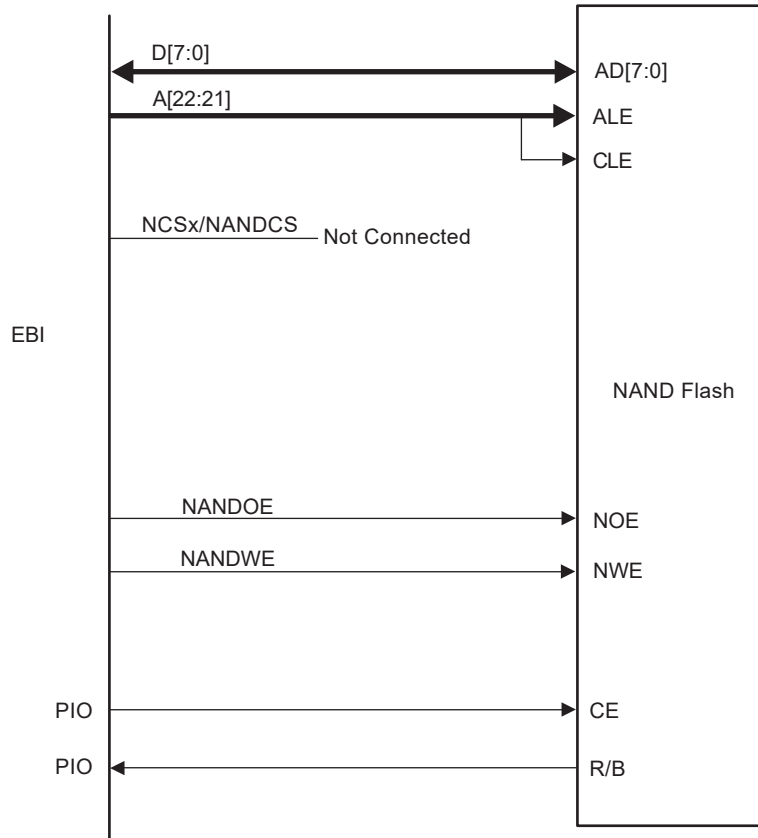 D[7:0]
AD[7:0]
A[22:21]
ALE
CLE
NCSx/NANDCS
Not Connected
EBI
NAND Flash
NANDOE
NOE
NANDWE
NWE
PIO
CE
PIO
R/B